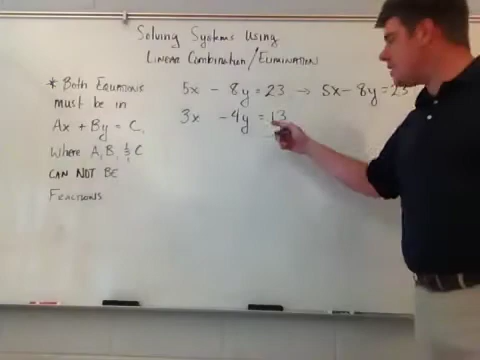 Solving Systems Using
Linear Combination/Elimination
* Both Equations
must be in
Ax + By = C,
Where A, B, & C
CAN NOT BE
Fractions
5x - 8y = 23 → 5x - 8y = 23
3x - 4y = 13